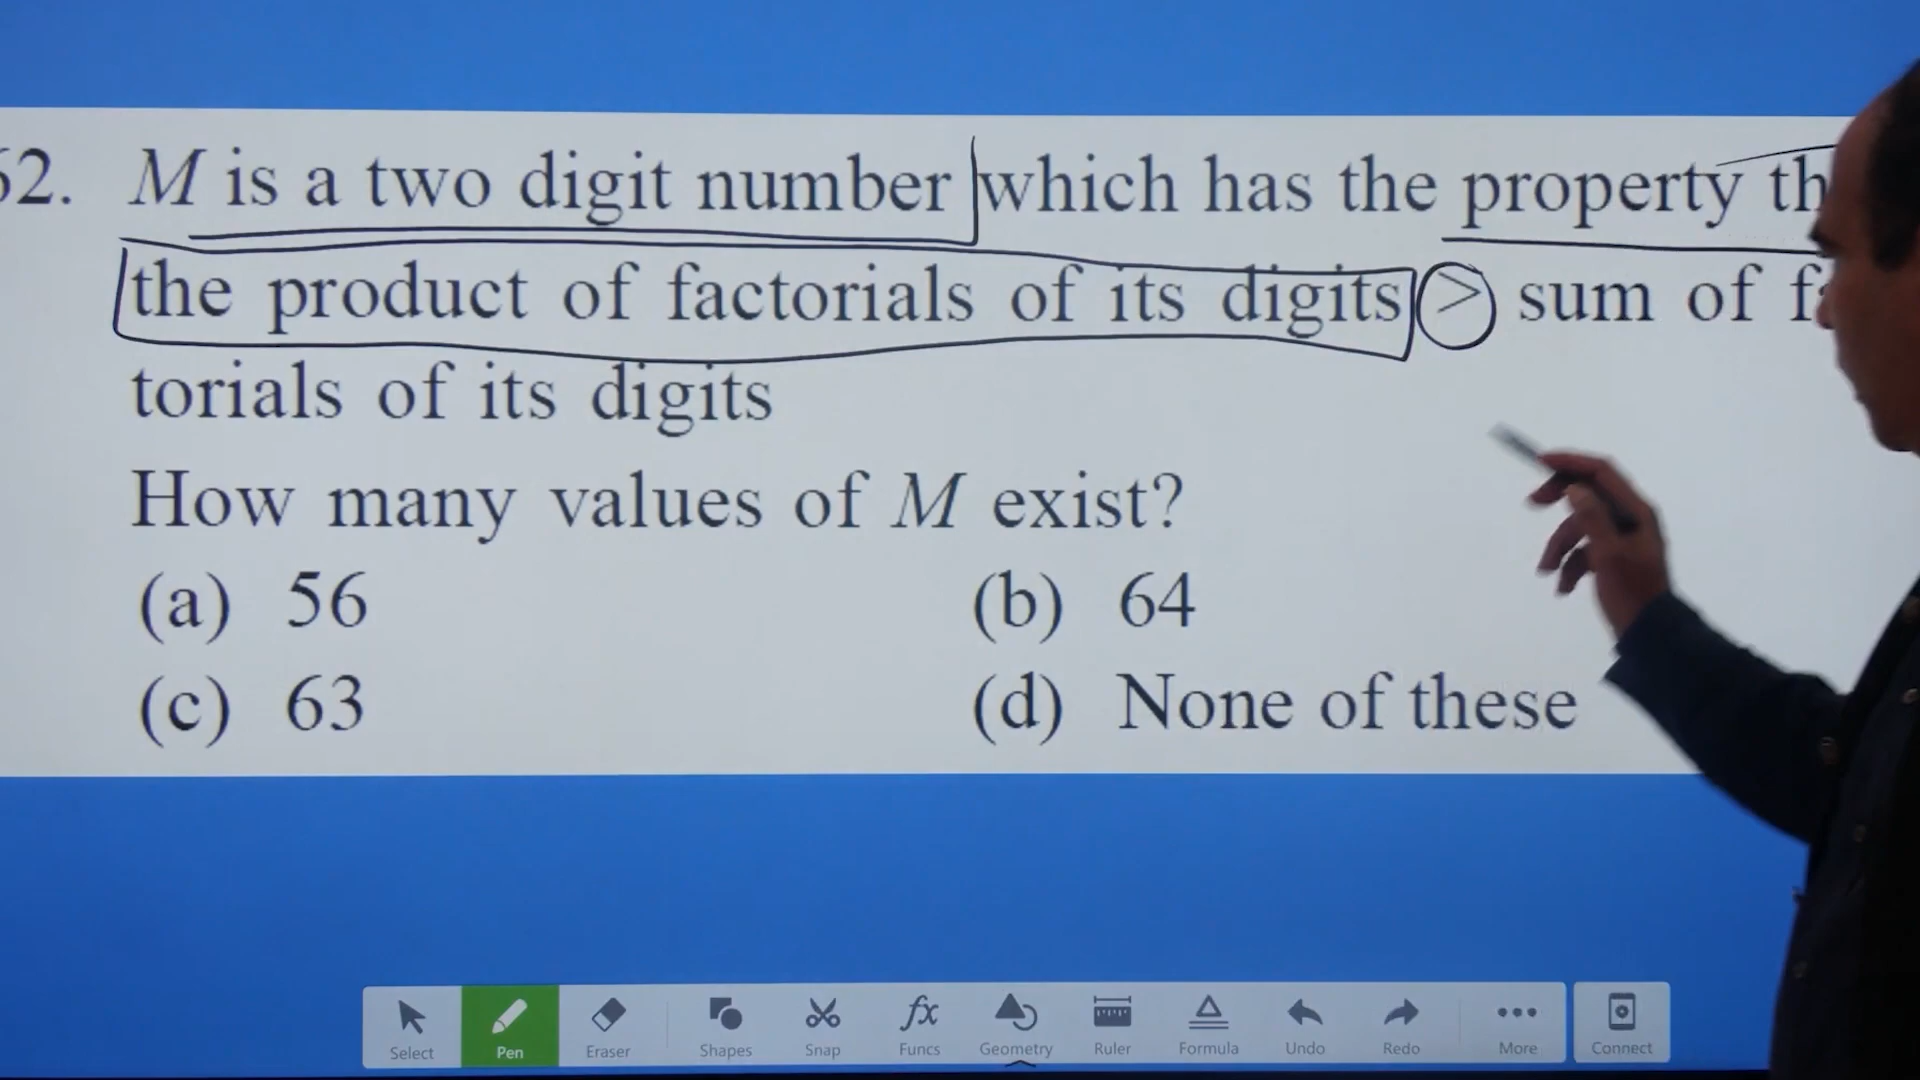 2. M is a two digit number which has the property th
the product of factorials of its digits > sum of f
torials of its digits
How many values of M exist?
(a) 56 (b) 64
(c) 63 (d) None of these
Select Pen Eraser Shapes Snap Funcs Geometry Ruler Formula Undo Redo More Connect